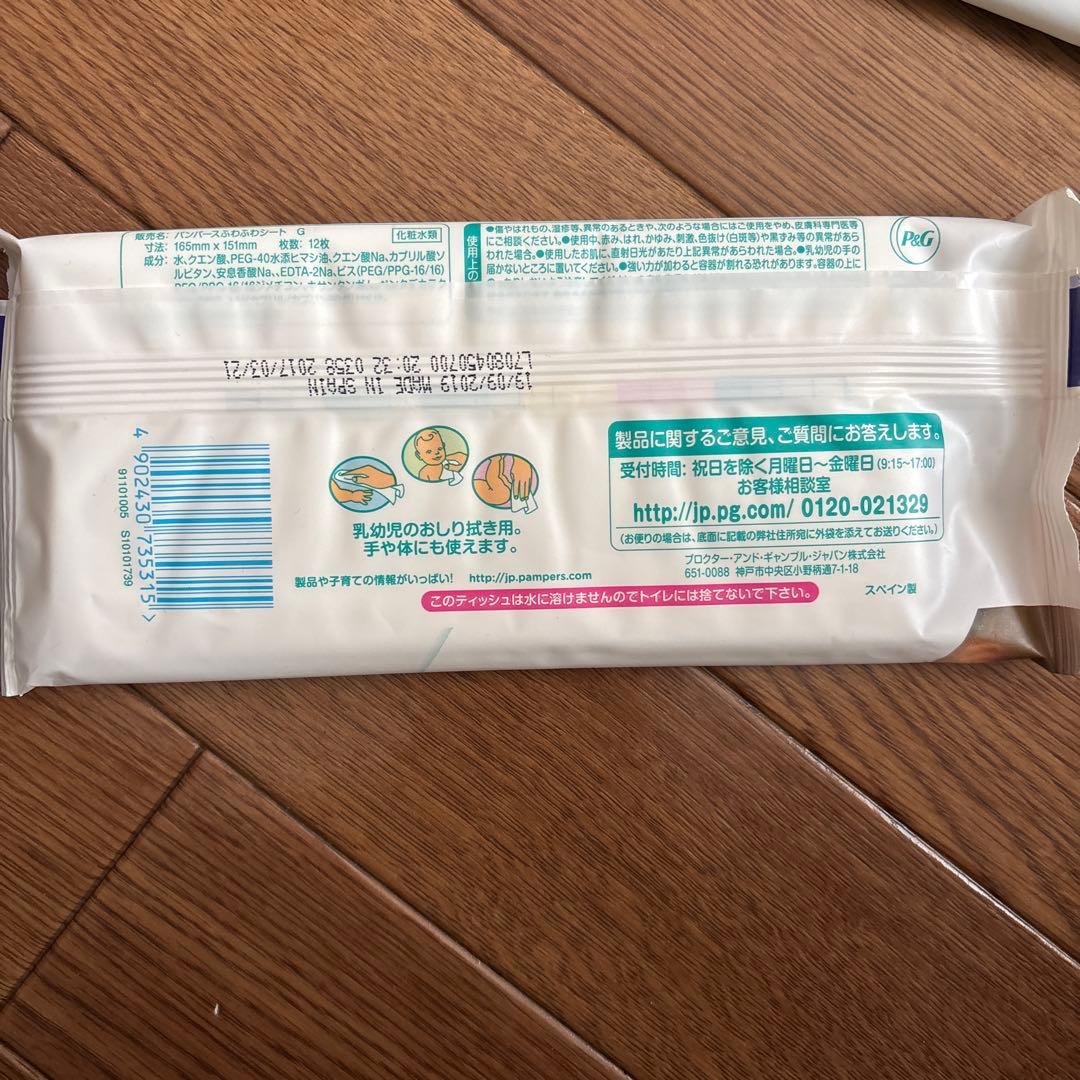 販売名: パンパースふわふわシート G
化粧水類
寸法: 165mm x 151mm 枚数: 12枚
成分: 水、クエン酸、PEG-40水添ヒマシ油、クエン酸Na、カプリル酸ソ
ルビタン、安息香酸Na、EDTA-2Na、ビス(PEG/PPG-16/16)
使用上の
●傷やはれもの、湿疹等、異常のあるときや、次のような場合にはご使用をやめ、皮膚科専門医等
にご相談ください。●使用中、赤み、はれ、かゆみ、刺激、色抜け(白斑等)や黒ずみ等の異常があら
われた場合。●使用したお肌に、直射日光があたり上記異常があらわれた場合。●乳幼児の手の
届かないところに置いてください。●強い力が加わると容器が割れる恐れがあります。容器の上に
P&G
13/09/2019 MADE IN SPAIN
L7080450700 20:32 0358 2017/03/21
4 902430 735315 >
91101005 S10101739
乳幼児のおしり拭き用。
手や体にも使えます。
製品や子育ての情報がいっぱい! http://jp.pampers.com
製品に関するご意見、ご質問にお答えします。
受付時間: 祝日を除く月曜日〜金曜日 (9:15~17:00)
お客様相談室
http://jp.pg.com/ 0120-021329
(お便りの場合は、底面に記載の弊社住所宛に外袋を添えてお送りください。)
プロクター・アンド・ギャンブル・ジャパン株式会社
651-0088 神戸市中央区小野柄通7-1-18
スペイン製
このティッシュは水に溶けませんのでトイレには捨てないで下さい。